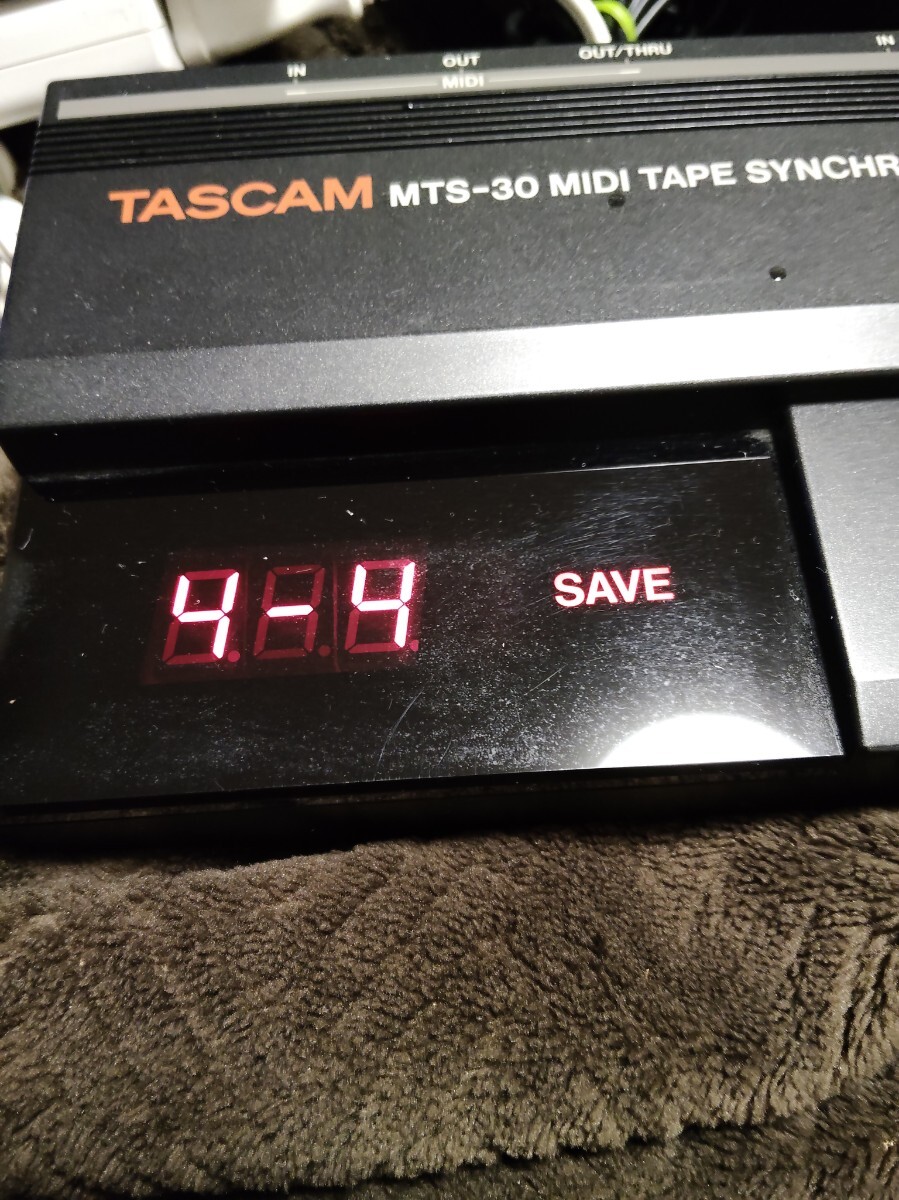 IN OUT OUT/THRU IN
MIDI
TASCAM MTS-30 MIDI TAPE SYNCHR
4-4 SAVE